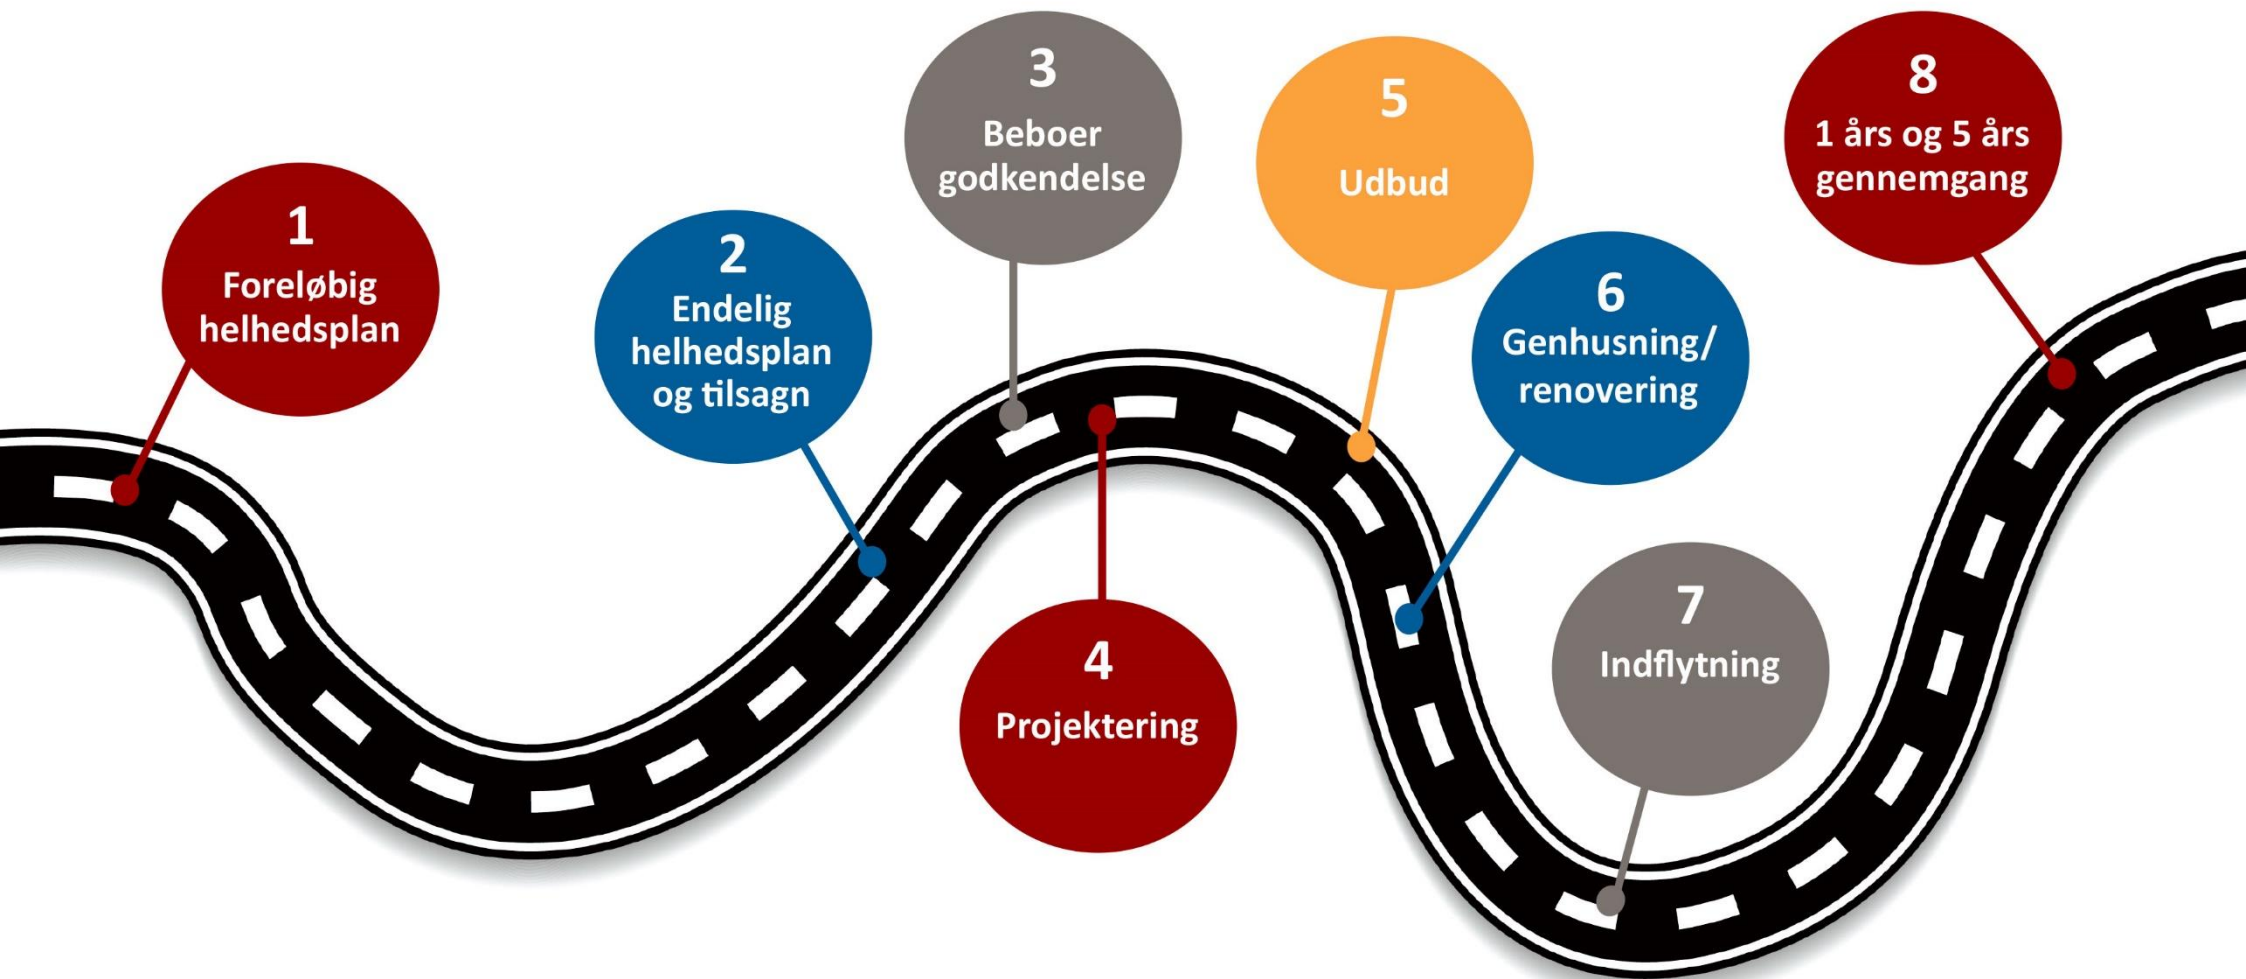 1
Foreløbig
helhedsplan
2
Endelig
helhedsplan
og tilsagn
3
Beboer
godkendelse
4
Projektering
5
Udbud
6
Genhusning/
renovering
7
Indflytning
8
1 års og 5 års
gennemgang